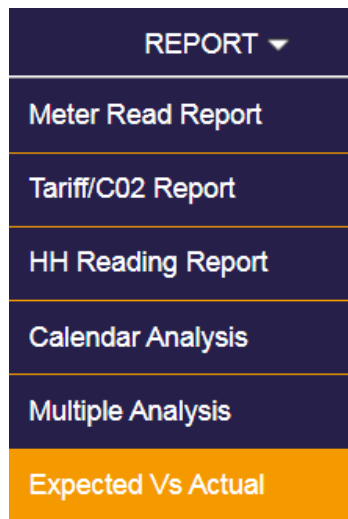 REPORT
Meter Read Report
Tariff/C02 Report
HH Reading Report
Calendar Analysis
Multiple Analysis
Expected Vs Actual